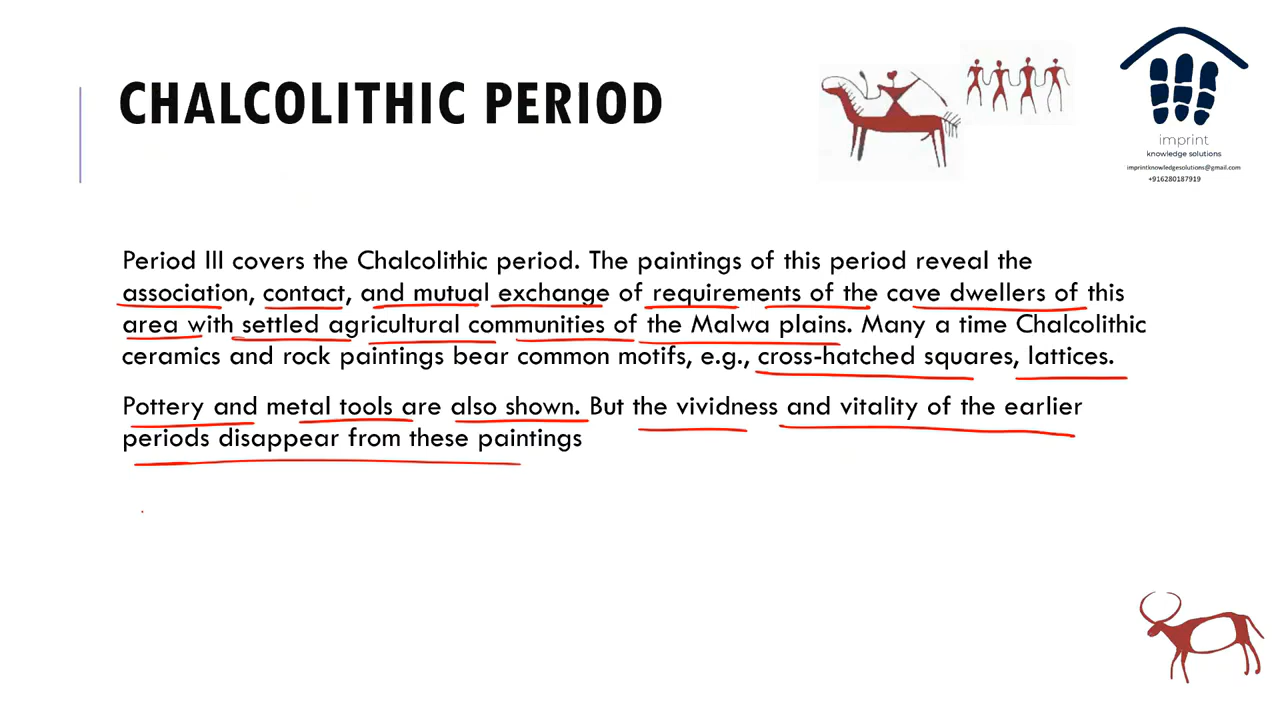 CHALCOLITHIC PERIOD
imprint
knowledge solutions
imprintknowledgesolutions@gmail.com
+916280187919
Period III covers the Chalcolithic period. The paintings of this period reveal the
association, contact, and mutual exchange of requirements of the cave dwellers of this
area with settled agricultural communities of the Malwa plains. Many a time Chalcolithic
ceramics and rock paintings bear common motifs, e.g., cross-hatched squares, lattices.
Pottery and metal tools are also shown. But the vividness and vitality of the earlier
periods disappear from these paintings